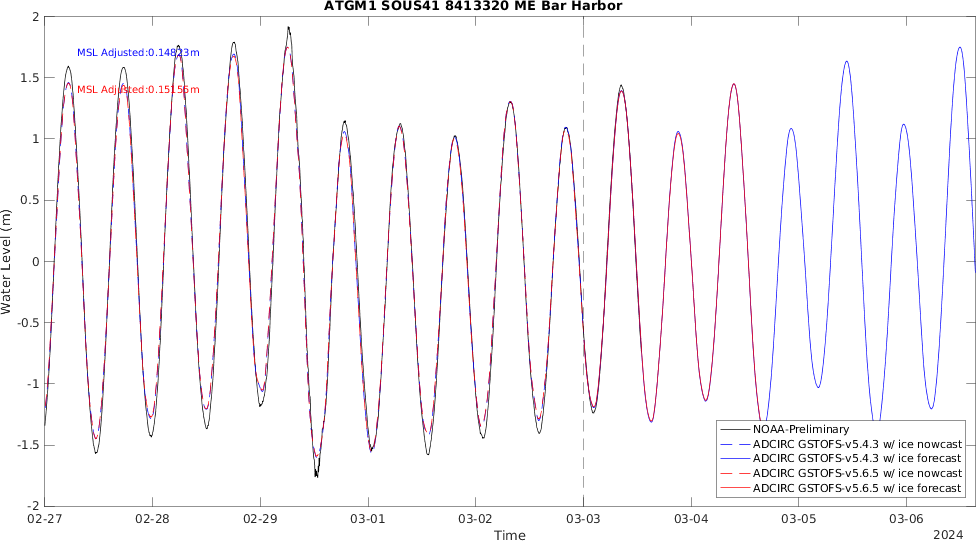 ATGM1 SOUS41 8413320 ME Bar Harbor
2
1.5
1
0.5
0
-0.5
-1
-1.5
-2
Water Level (m)
MSL Adjusted:0.14823m
MSL Adjusted:0.15156m
NOAA-Preliminary
ADCIRC GSTOFS-v5.4.3 w/ ice nowcast
ADCIRC GSTOFS-v5.4.3 w/ ice forecast
ADCIRC GSTOFS-v5.6.5 w/ ice nowcast
ADCIRC GSTOFS-v5.6.5 w/ ice forecast
02-27 02-28 02-29 03-01 03-02 03-03 03-04 03-05 03-06
Time
2024